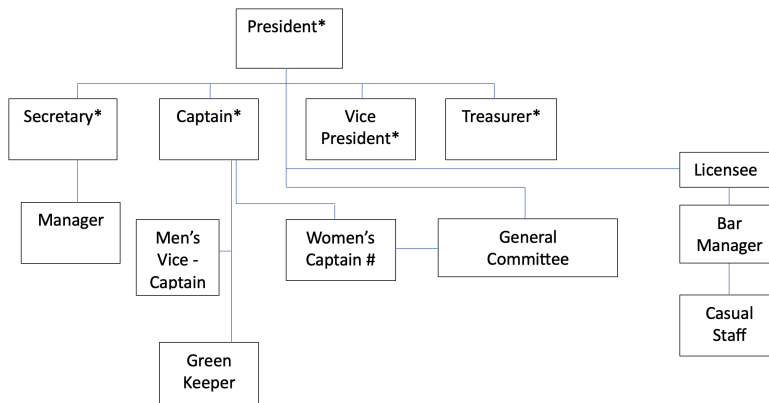 President*
Secretary*
Captain*
Vice
President*
Treasurer*
Licensee
Manager
Men's
Vice -
Captain
Women's
Captain #
General
Committee
Bar
Manager
Casual
Staff
Green
Keeper